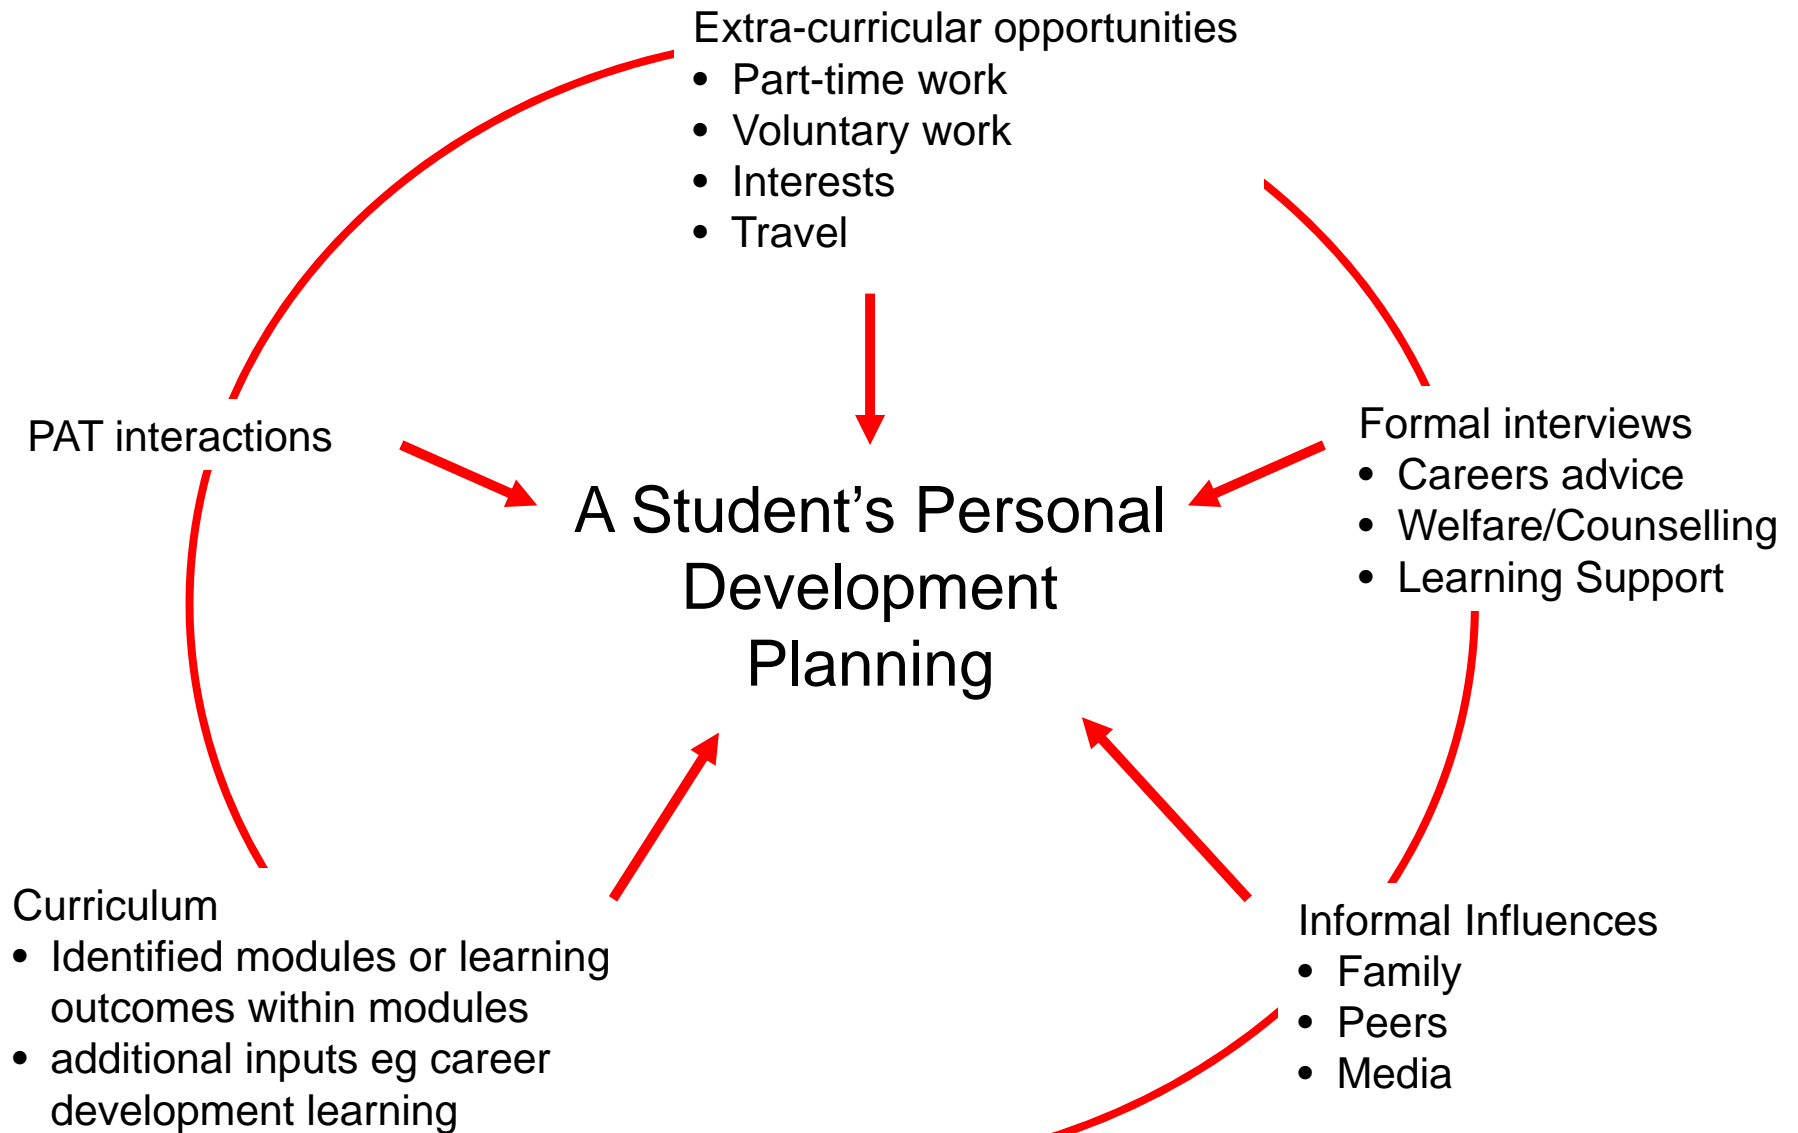 Extra-curricular opportunities
• Part-time work
• Voluntary work
• Interests
• Travel
PAT interactions
Formal interviews
• Careers advice
• Welfare/Counselling
• Learning Support
A Student’s Personal
Development
Planning
Curriculum
• Identified modules or learning
outcomes within modules
• additional inputs eg career
development learning
Informal Influences
• Family
• Peers
• Media